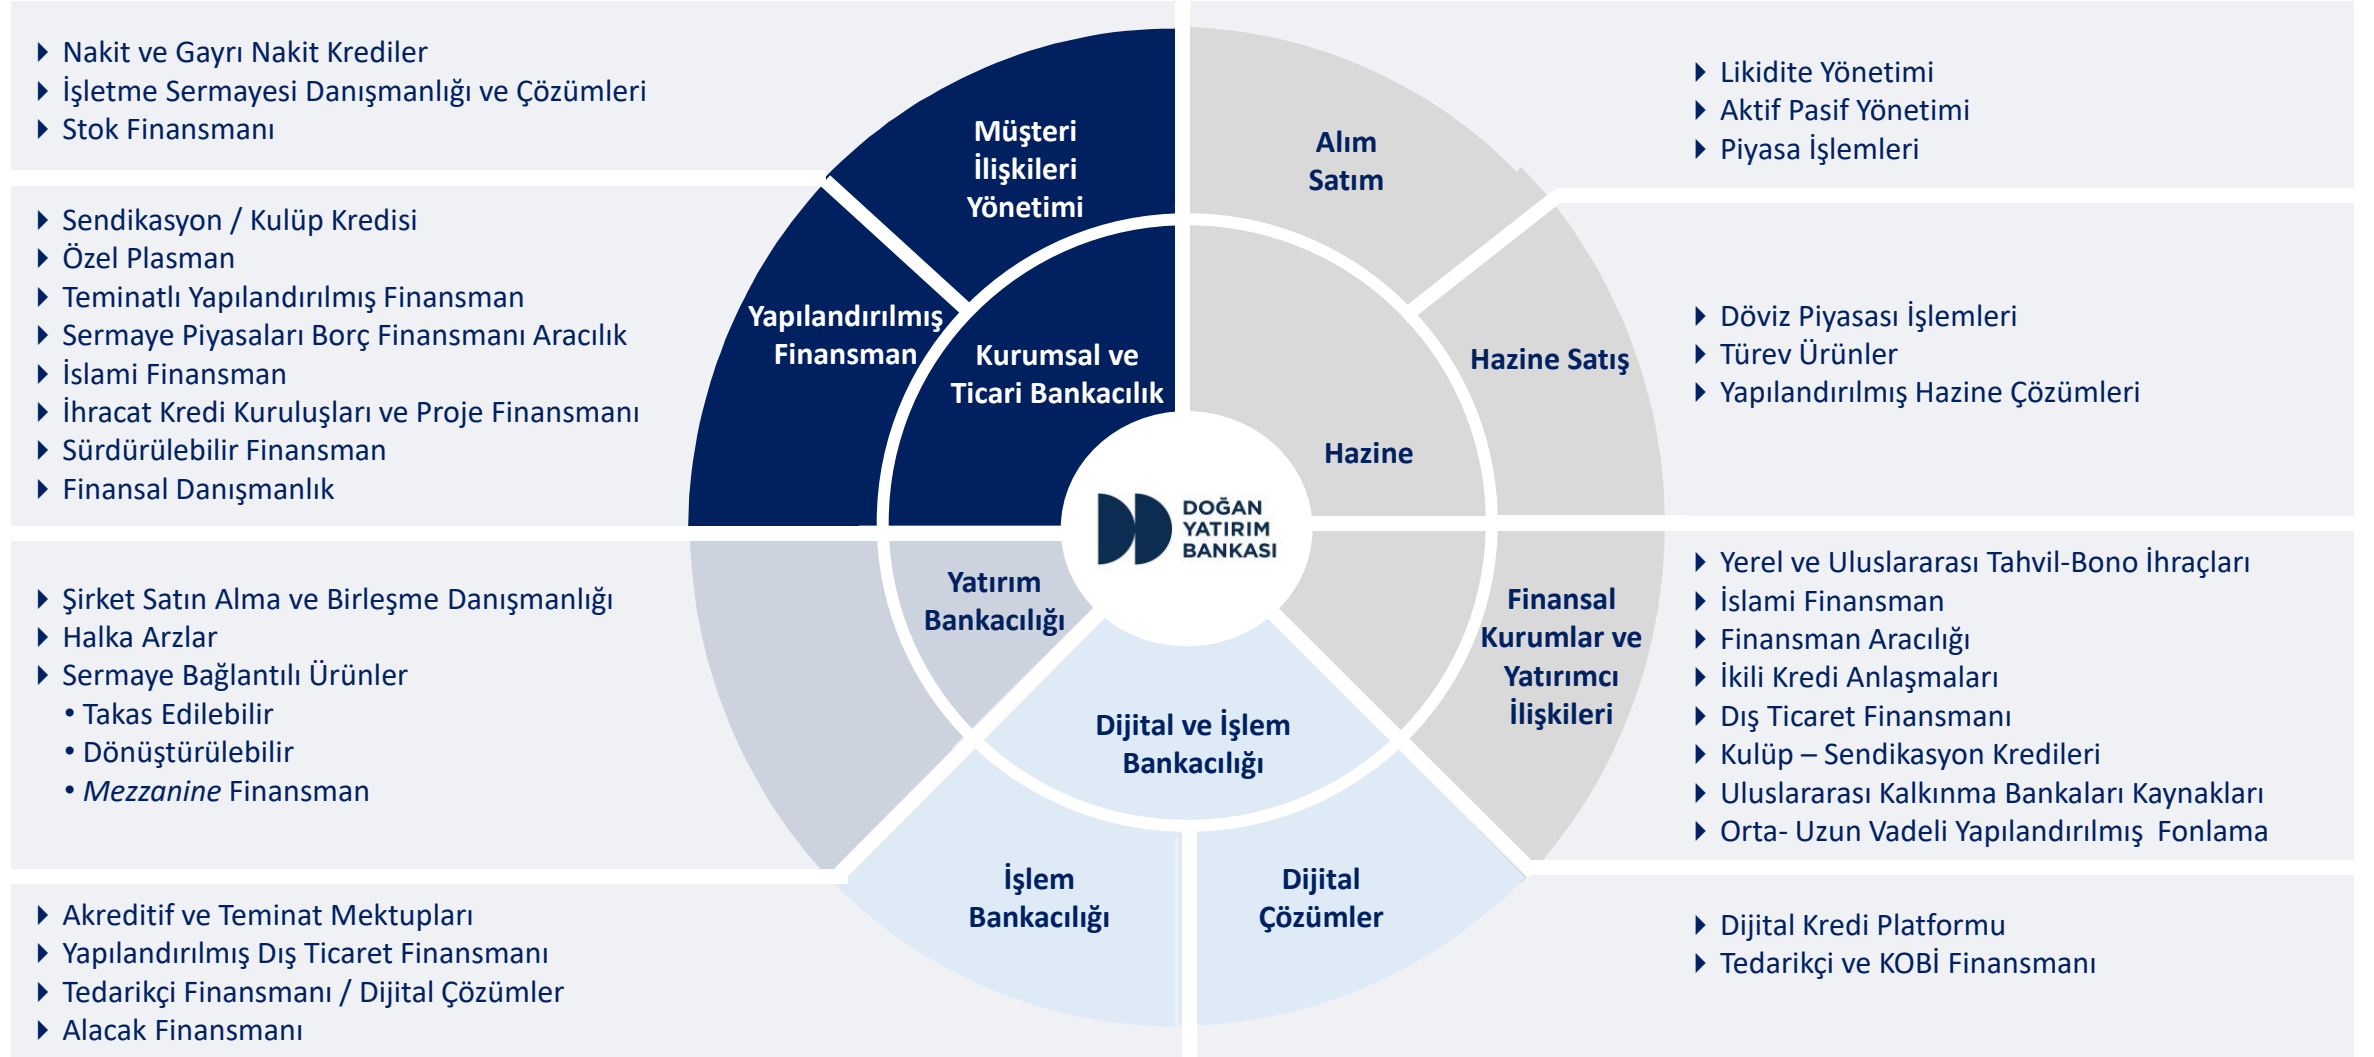 Nakit ve Gayrı Nakit Krediler
İşletme Sermayesi Danışmanlığı ve Çözümleri
Stok Finansmanı
Sendikasyon / Kulüp Kredisi
Özel Plasman
Teminatlı Yapılandırılmış Finansman
Sermaye Piyasaları Borç Finansmanı Aracılık
İslami Finansman
İhracat Kredi Kuruluşları ve Proje Finansmanı
Sürdürülebilir Finansman
Finansal Danışmanlık
Şirket Satın Alma ve Birleşme Danışmanlığı
Halka Arzlar
Sermaye Bağlantılı Ürünler
• Takas Edilebilir
• Dönüştürülebilir
• Mezzanine Finansman
Akreditif ve Teminat Mektupları
Yapılandırılmış Dış Ticaret Finansmanı
Tedarikçi Finansmanı / Dijital Çözümler
Alacak Finansmanı
Müşteri
İlişkileri
Yönetimi
Yapılandırılmış
Finansman
Kurumsal ve
Ticari Bankacılık
Yatırım
Bankacılığı
DOĞAN
YATIRIM
BANKASI
Dijital ve İşlem
Bankacılığı
İşlem
Bankacılığı
Dijital
Çözümler
Alım
Satım
Hazine Satış
Hazine
Finansal
Kurumlar ve
Yatırımcı
İlişkileri
Likidite Yönetimi
Aktif Pasif Yönetimi
Piyasa İşlemleri
Döviz Piyasası İşlemleri
Türev Ürünler
Yapılandırılmış Hazine Çözümleri
Yerel ve Uluslararası Tahvil-Bono İhraçları
İslami Finansman
Finansman Aracılığı
İkili Kredi Anlaşmaları
Dış Ticaret Finansmanı
Kulüp – Sendikasyon Kredileri
Uluslararası Kalkınma Bankaları Kaynakları
Orta- Uzun Vadeli Yapılandırılmış Fonlama
Dijital Kredi Platformu
Tedarikçi ve KOBİ Finansmanı